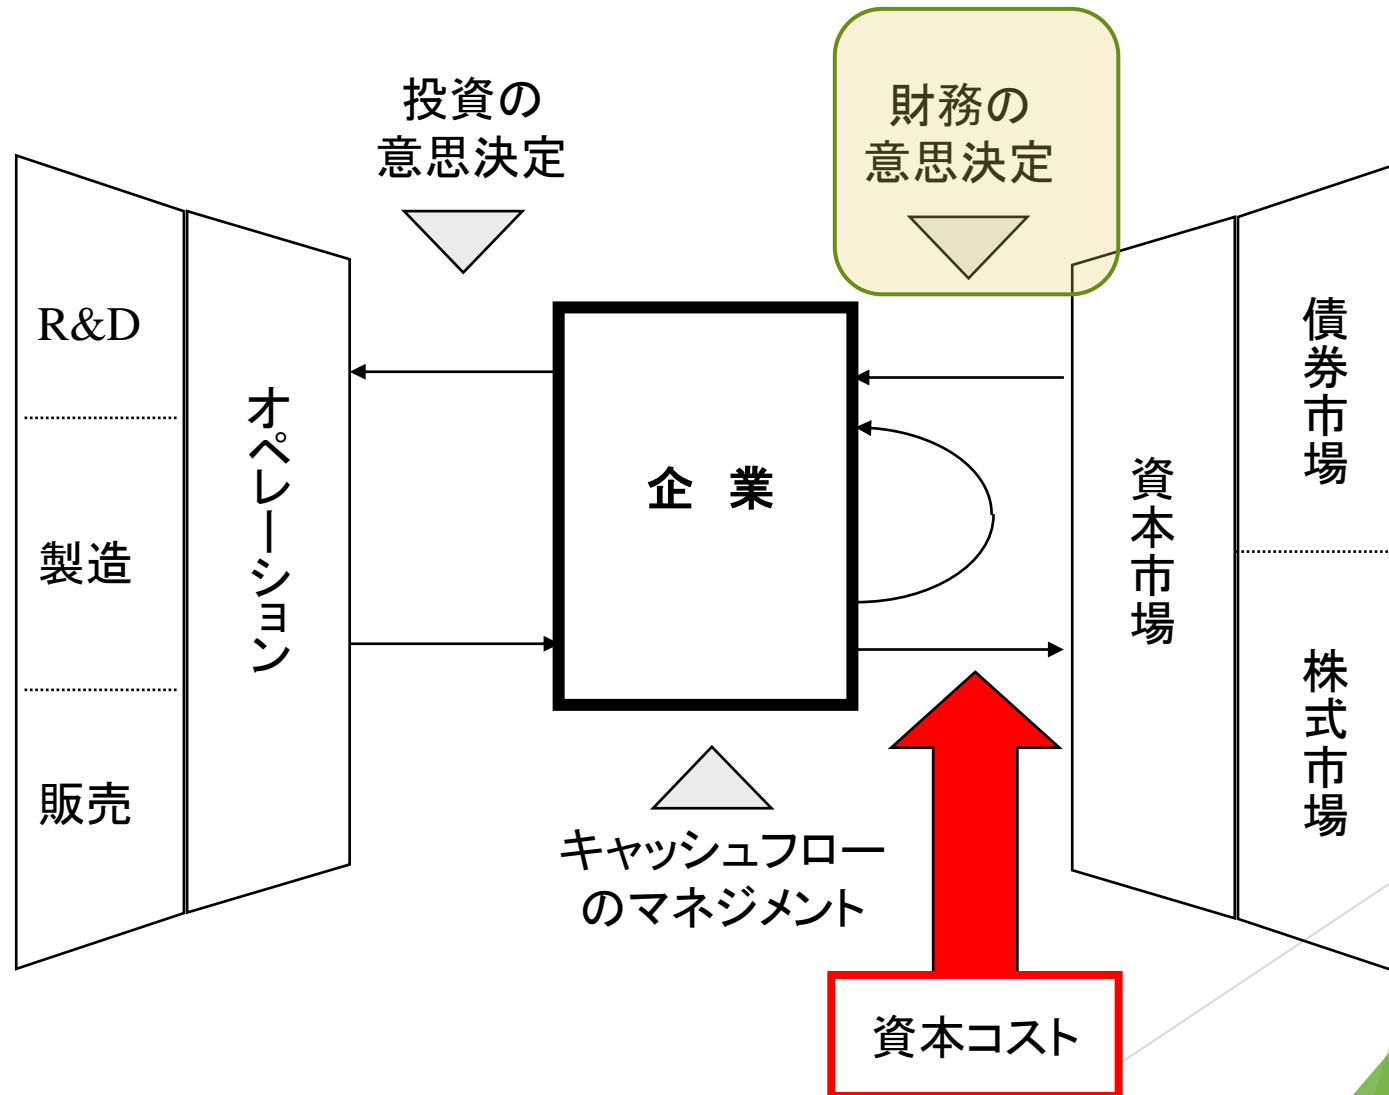 投資の
意思決定
財務の
意思決定
R&D
製造
販売
オペレーション
企 業
資本市場
債券市場
株式市場
キャッシュフロー
のマネジメント
資本コスト